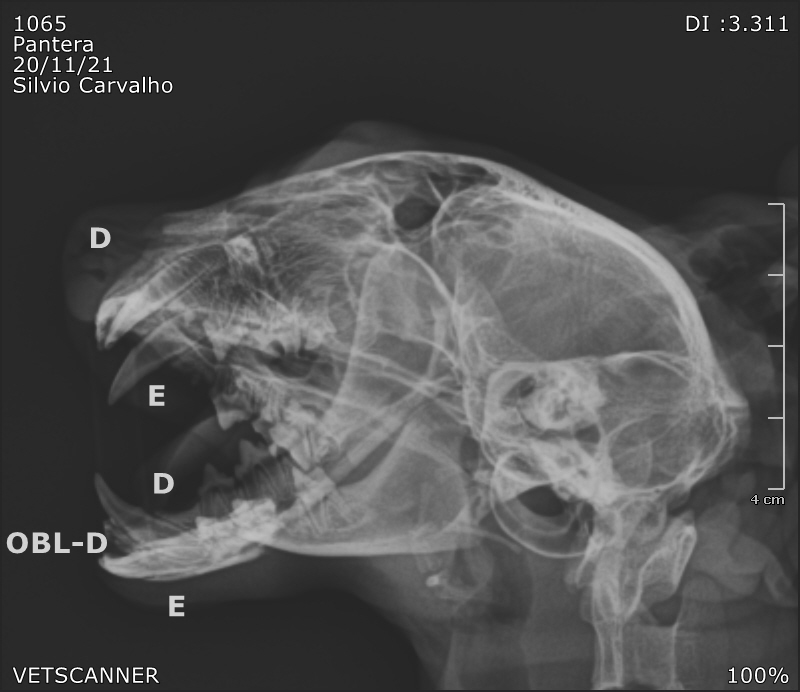 1065
Pantera
20/11/21
Silvio Carvalho
DI :3.311
D
E
D
OBL-D
E
4 cm
VETSCANNER
100%